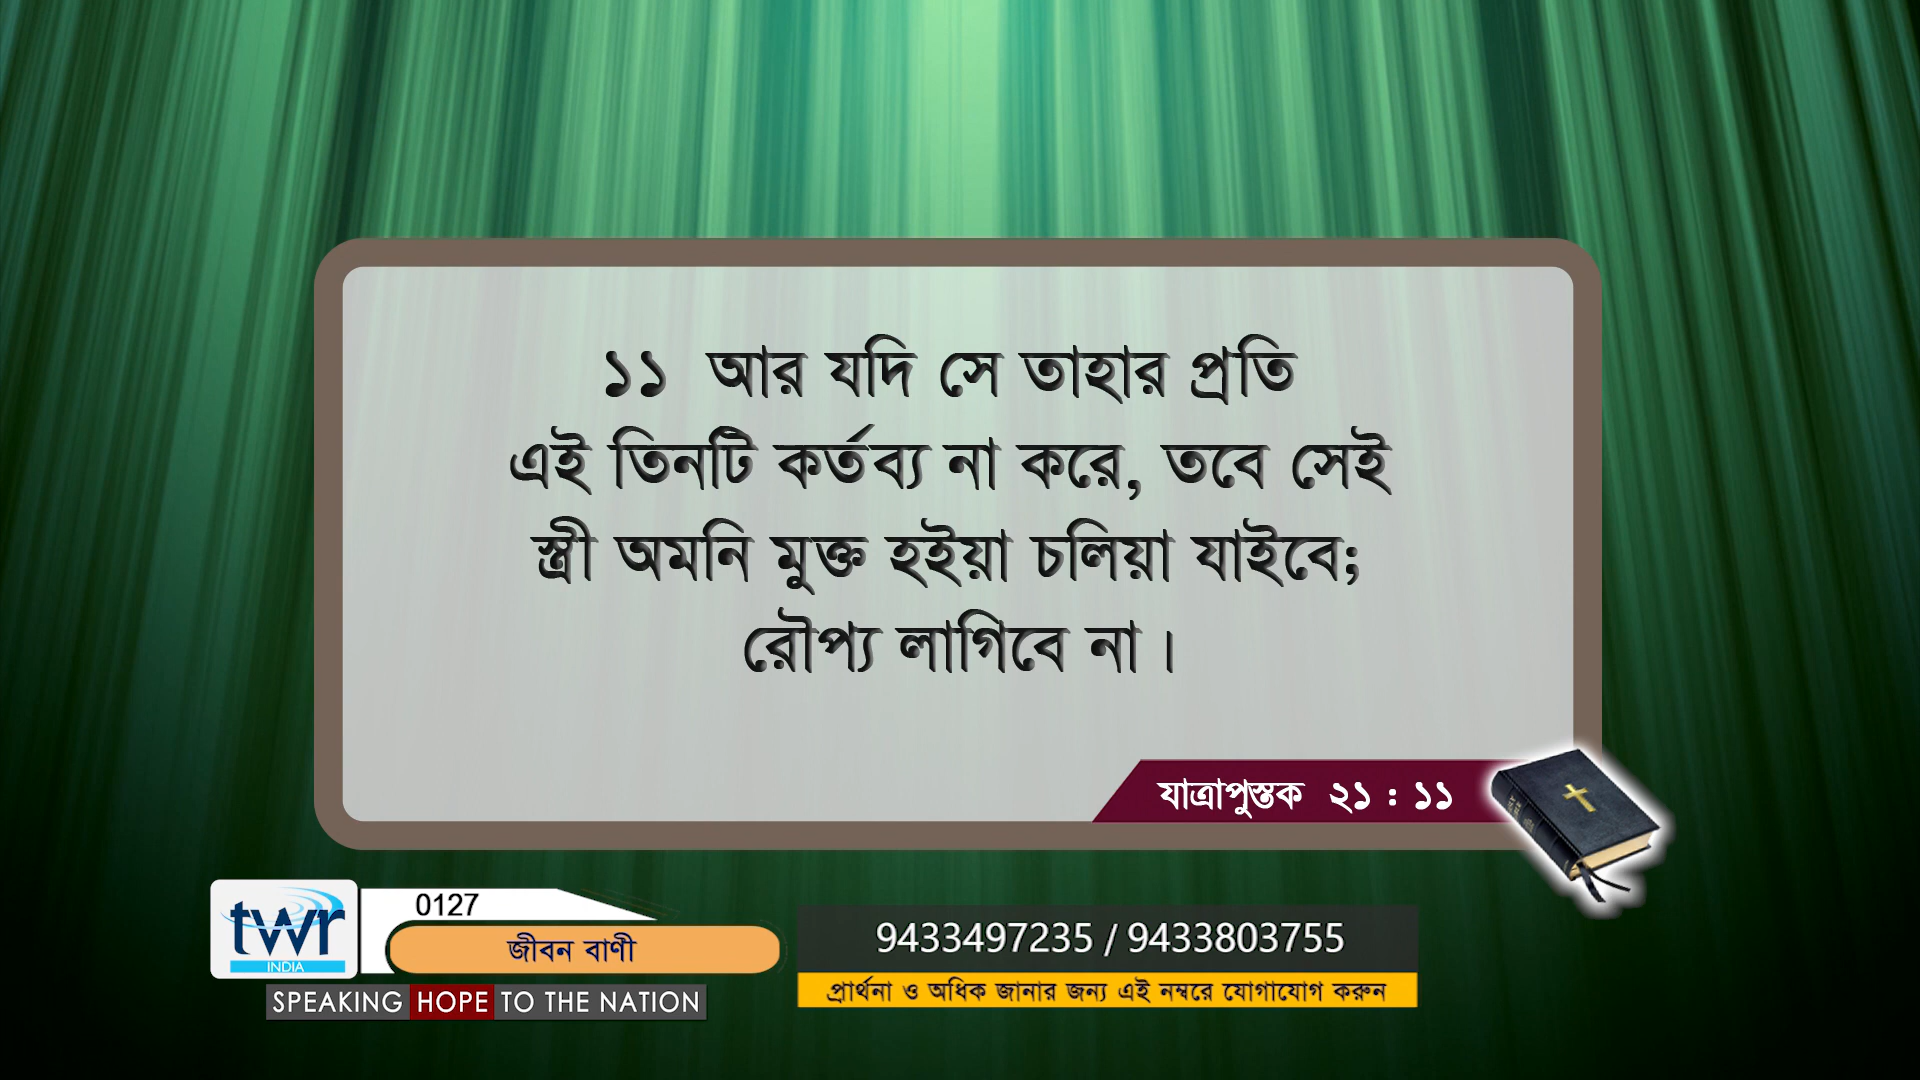 ১১ আর যদি সে তাহার প্রতি
এই তিনটি কর্তব্য না করে, তবে সেই
স্ত্রী অমনি মুক্ত হইয়া চলিয়া যাইবে;
রৌপ্য লাগিবে না।
যাত্রাপুস্তক ২১ : ১১
twr
INDIA
0127
জীবন বাণী
SPEAKING HOPE TO THE NATION
9433497235 / 9433803755
প্রার্থনা ও অধিক জানার জন্য এই নম্বরে যোগাযোগ করুন